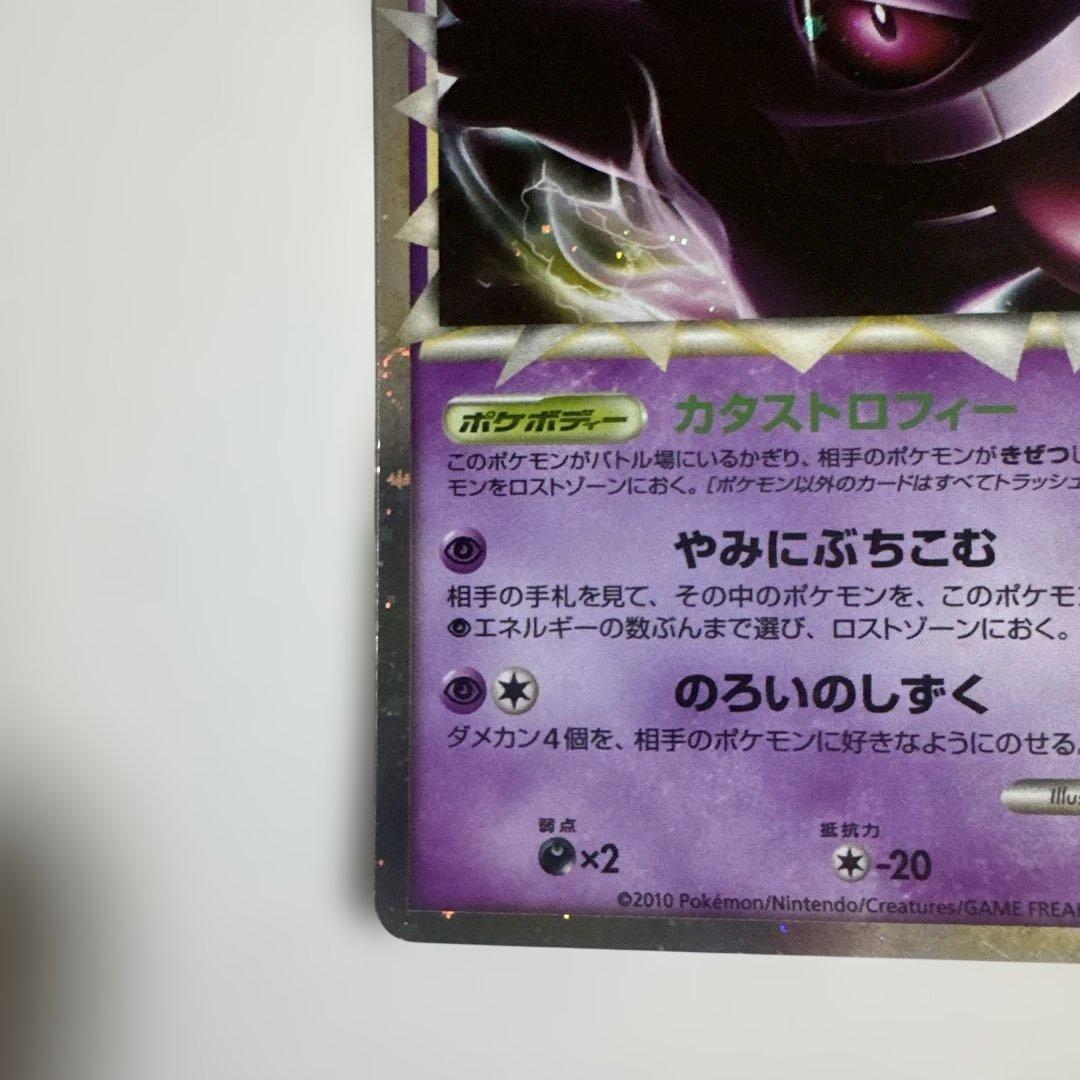 ポケボディー カタストロフィー
このポケモンがバトル場にいるかぎり、相手のポケモンがきぜつし
モンをロストゾーンにおく。[ポケモン以外のカードはすべてトラッシュ
やみにぶちこむ
相手の手札を見て、その中のポケモンを、このポケモ
エネルギーの数ぶんまで選び、ロストゾーンにおく。
のろいのしずく
ダメカン4個を、相手のポケモンに好きなようにのせる。
Illus
弱点 抵抗力
×2 -20
©2010 Pokémon/Nintendo/Creatures/GAME FREAK